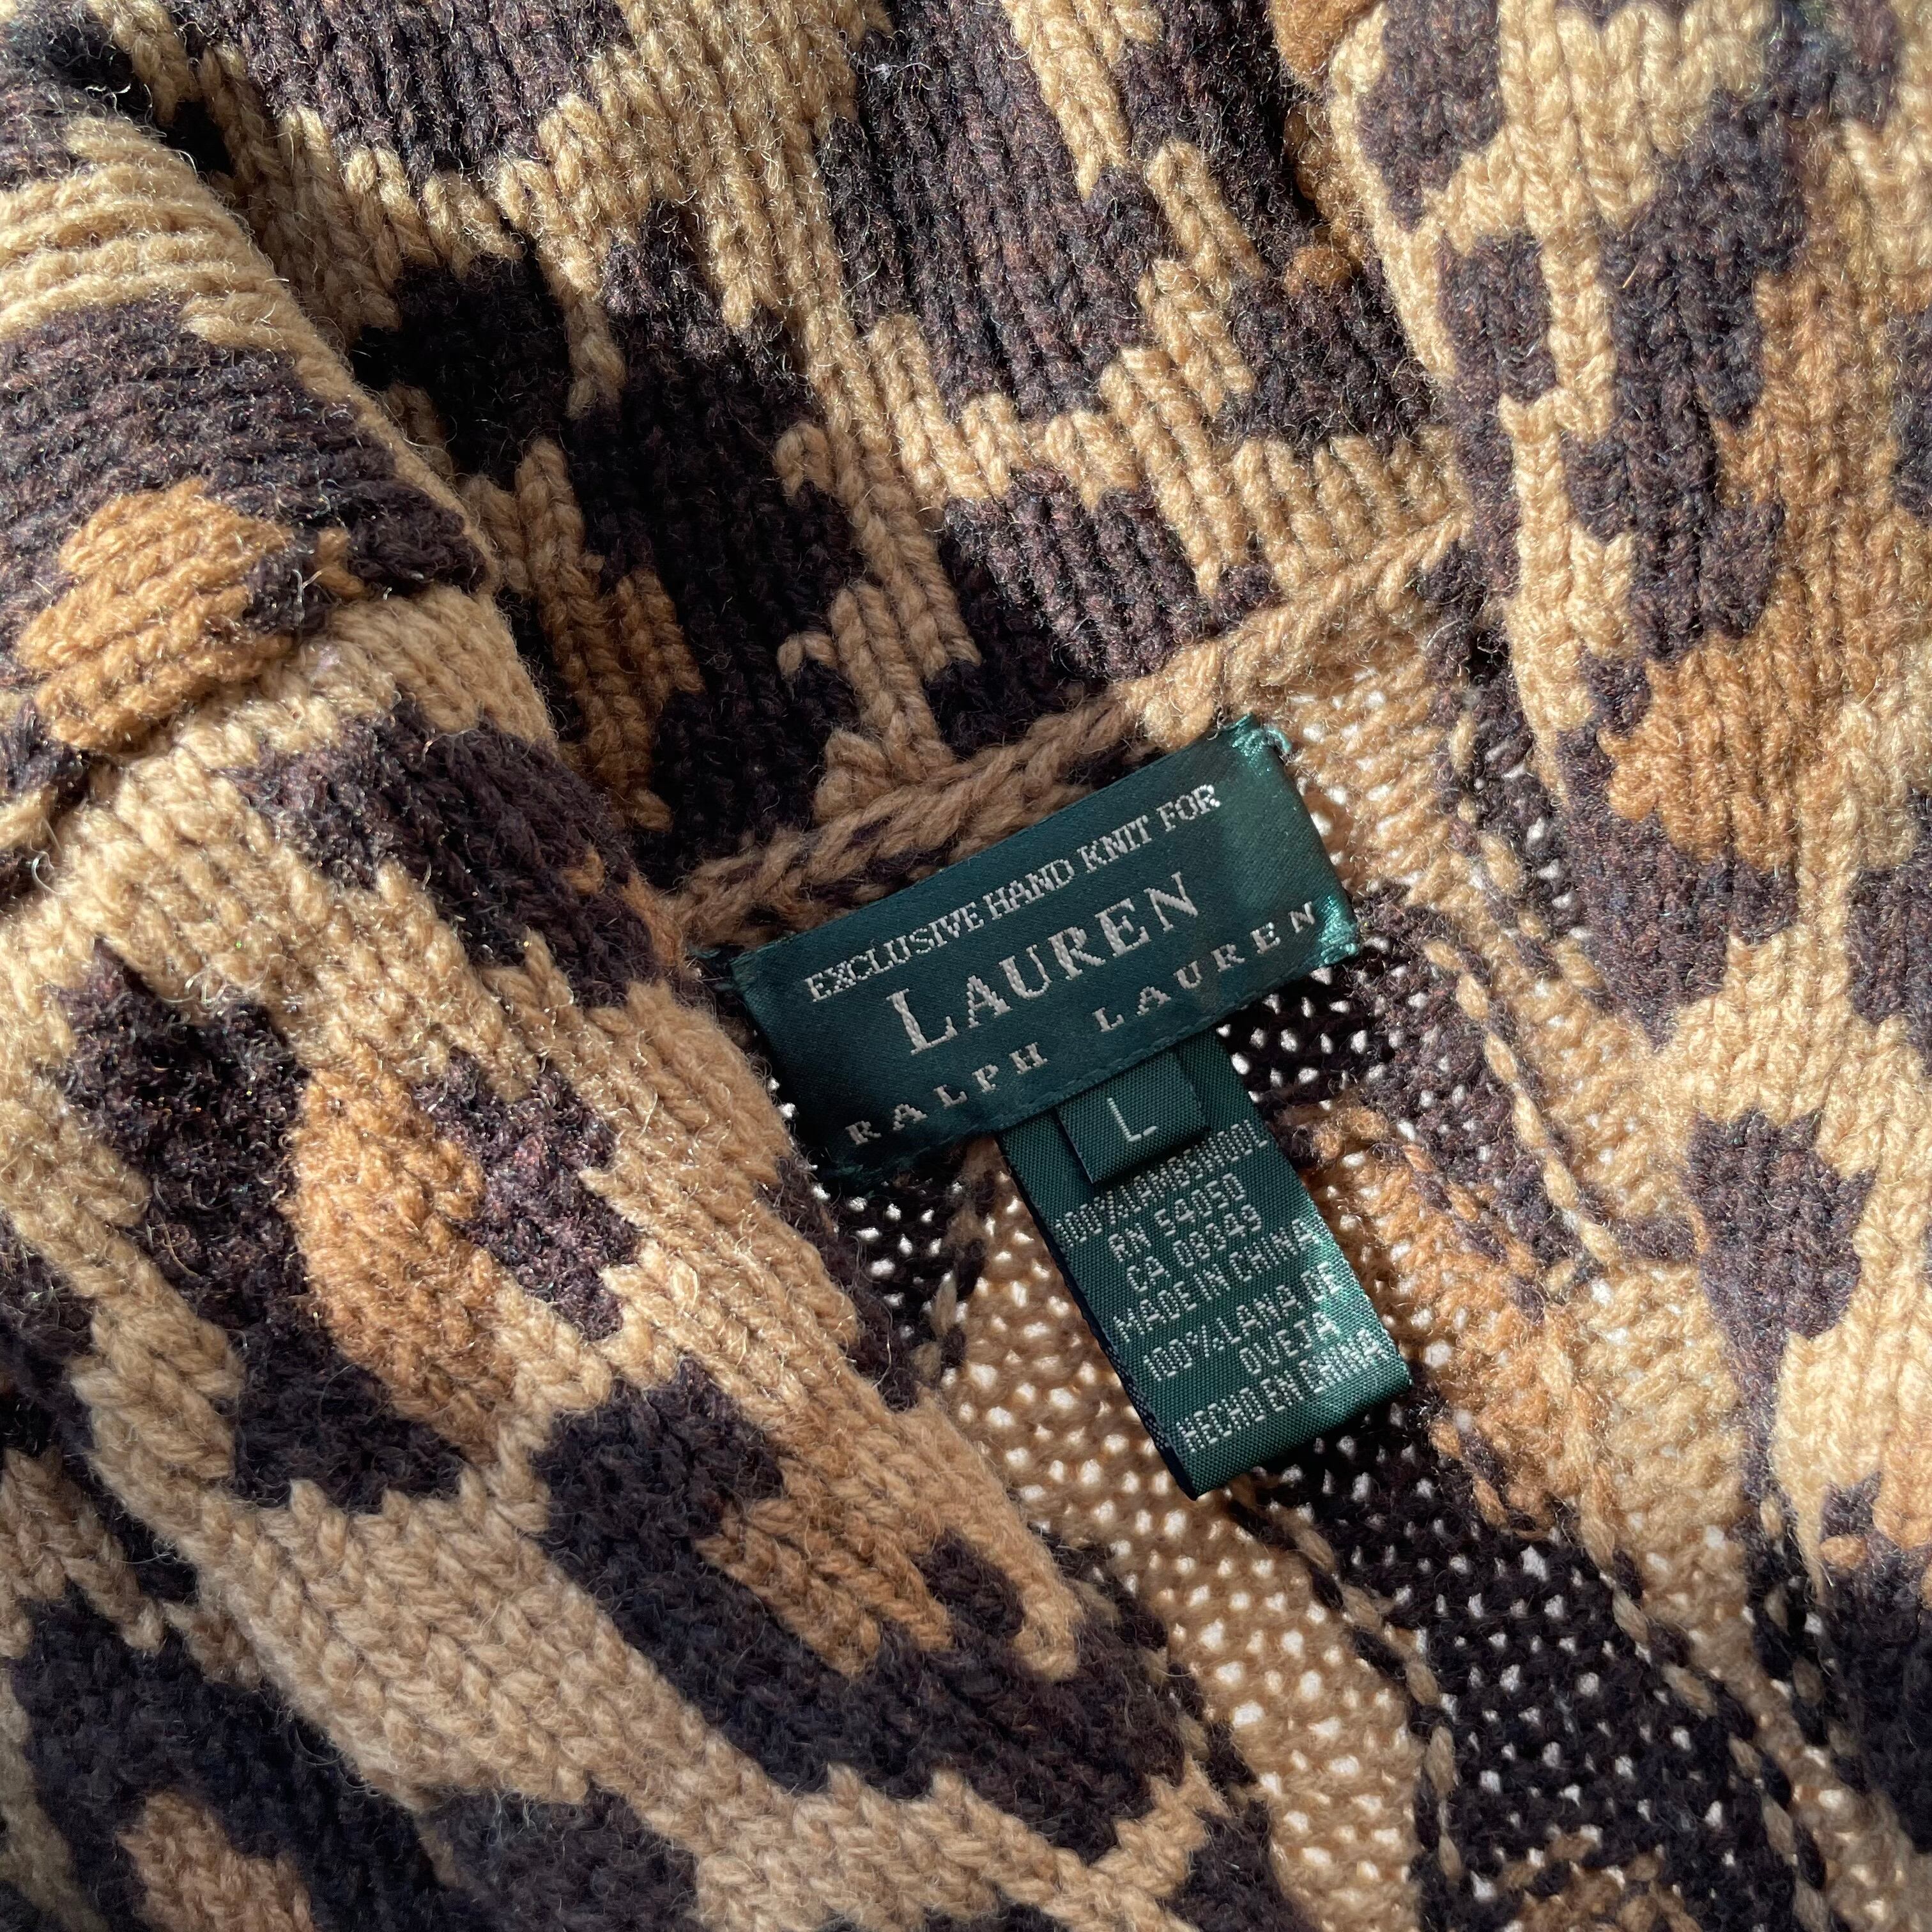 EXCLUSIVE HAND KNIT FOR
LAUREN
RALPH LAUREN
L
100% LAMBSWOOL
RN 54050
CA 08349
MADE IN CHINA
100% LANA DE
OVEJA
HECHO EN CHINA